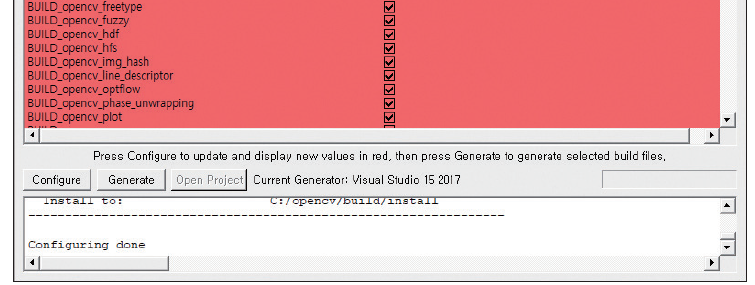 BUILD_opencv_freetype
BUILD_opencv_fuzzy
BUILD_opencv_hdf
BUILD_opencv_hfs
BUILD_opencv_img_hash
BUILD_opencv_line_descriptor
BUILD_opencv_optflow
BUILD_opencv_phase_unwrapping
BUILD_opencv_plot
Press Configure to update and display new values in red, then press Generate to generate selected build files,
Configure Generate Open Project Current Generator: Visual Studio 15 2017
Install to: C:/opencv/build/install
Configuring done